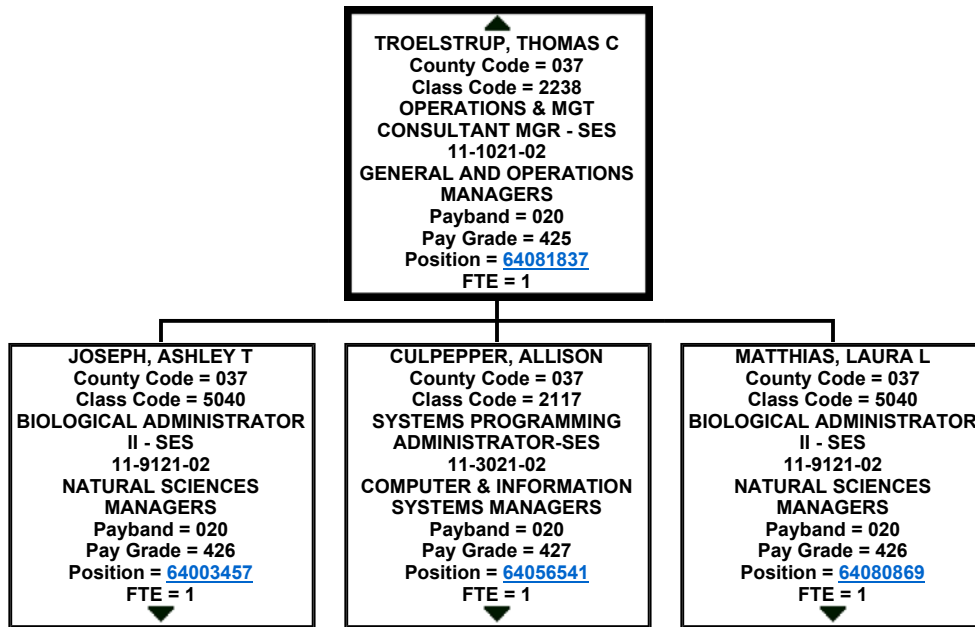 TROELSTRUP, THOMAS C
County Code = 037
Class Code = 2238
OPERATIONS & MGT
CONSULTANT MGR - SES
11-1021-02
GENERAL AND OPERATIONS
MANAGERS
Payband = 020
Pay Grade = 425
Position = 64081837
FTE = 1
JOSEPH, ASHLEY T
County Code = 037
Class Code = 5040
BIOLOGICAL ADMINISTRATOR
II - SES
11-9121-02
NATURAL SCIENCES
MANAGERS
Payband = 020
Pay Grade = 426
Position = 64003457
FTE = 1
CULPEPPER, ALLISON
County Code = 037
Class Code = 2117
SYSTEMS PROGRAMMING
ADMINISTRATOR-SES
11-3021-02
COMPUTER & INFORMATION
SYSTEMS MANAGERS
Payband = 020
Pay Grade = 427
Position = 64056541
FTE = 1
MATTHIAS, LAURA L
County Code = 037
Class Code = 5040
BIOLOGICAL ADMINISTRATOR
II - SES
11-9121-02
NATURAL SCIENCES
MANAGERS
Payband = 020
Pay Grade = 426
Position = 64080869
FTE = 1